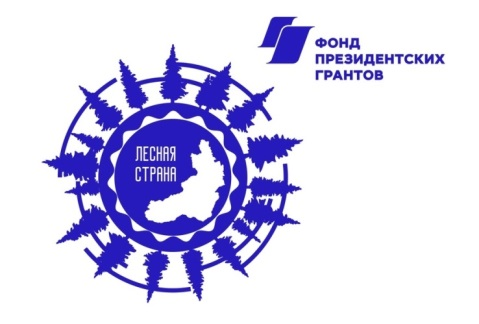 ФОНД
ПРЕЗИДЕНТСКИХ
ГРАНТОВ
ЛЕСНАЯ
СТРАНА